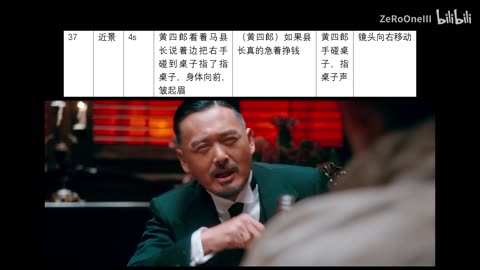 ZeRoOneIII bilibili
37 近景 4s 黄四郎看着马县 （黄四郎）如果县 黄四郎 镜头向右移动
长说着边把右手 长真的急着挣钱 手碰桌
碰到桌子指了指 子，指
桌子，身体向前， 桌子声
皱起眉